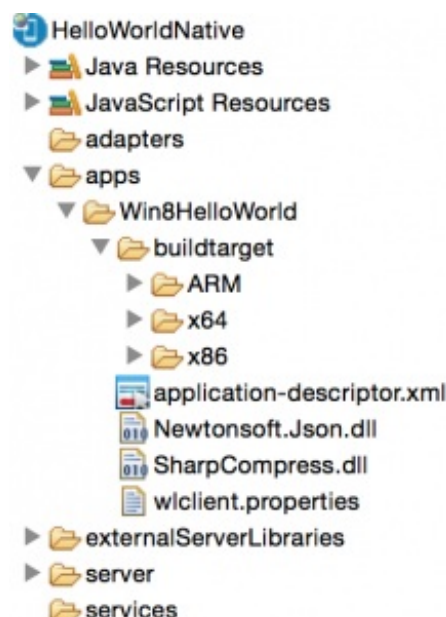 HelloWorldNative
Java Resources
JavaScript Resources
adapters
apps
Win8HelloWorld
buildtarget
ARM
x64
x86
application-descriptor.xml
Newtonsoft.Json.dll
SharpCompress.dll
wlclient.properties
externalServerLibraries
server
services